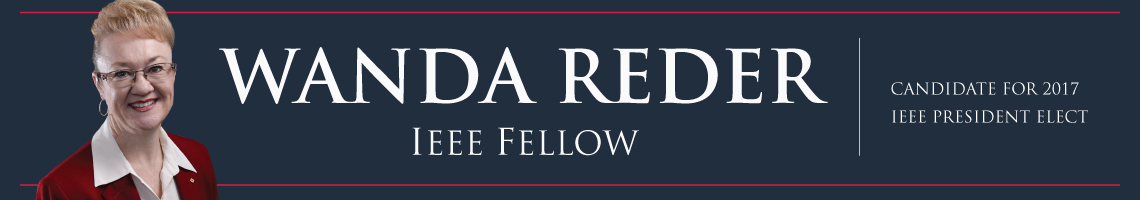 WANDA REDER
IEEE FELLOW
CANDIDATE FOR 2017
IEEE PRESIDENT ELECT